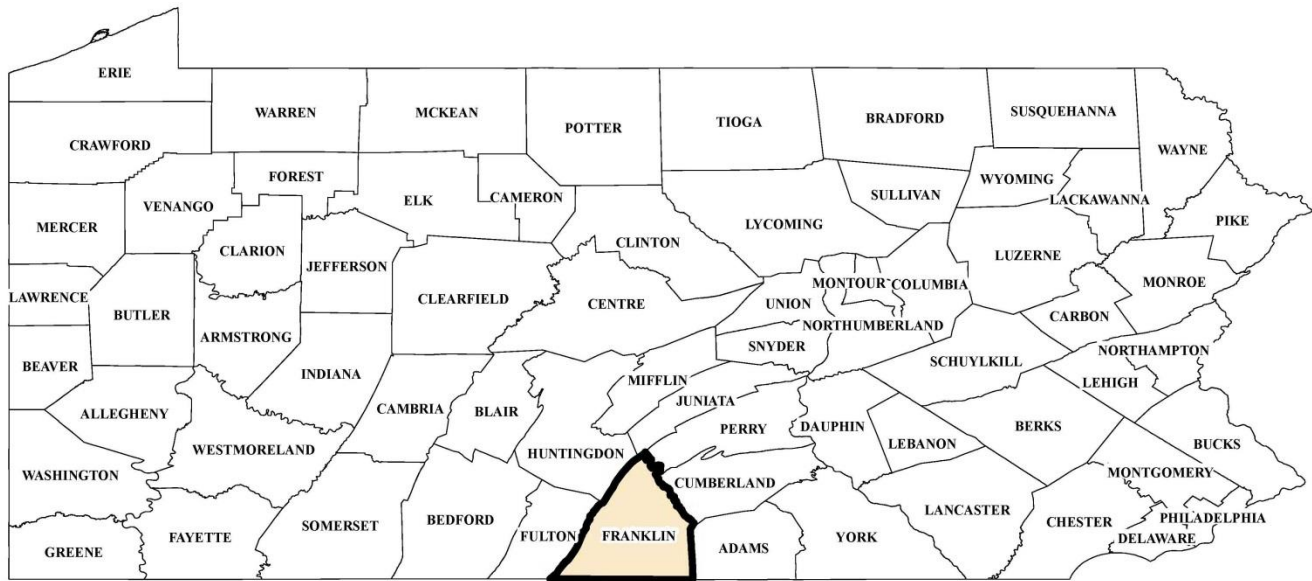 ERIE
WARREN
MCKEAN
POTTER
TIOGA
BRADFORD
SUSQUEHANNA
WAYNE
CRAWFORD
FOREST
ELK
CAMERON
SULLIVAN
WYOMING
LACKAWANNA
PIKE
MERCER
VENANGO
CLARION
JEFFERSON
CLINTON
LYCOMING
LUZERNE
MONROE
LAWRENCE
BUTLER
ARMSTRONG
CLEARFIELD
CENTRE
UNION
MONTOUR
COLUMBIA
CARBON
BEAVER
INDIANA
SNYDER
NORTHUMBERLAND
SCHUYLKILL
NORTHAMPTON
LEHIGH
ALLEGHENY
WESTMORELAND
CAMBRIA
BLAIR
MIFFLIN
JUNIATA
PERRY
DAUPHIN
LEBANON
BERKS
BUCKS
WASHINGTON
HUNTINGDON
CUMBERLAND
MONTGOMERY
GREENE
FAYETTE
SOMERSET
BEDFORD
FULTON
FRANKLIN
ADAMS
YORK
LANCASTER
CHESTER
DELAWARE
PHILADELPHIA